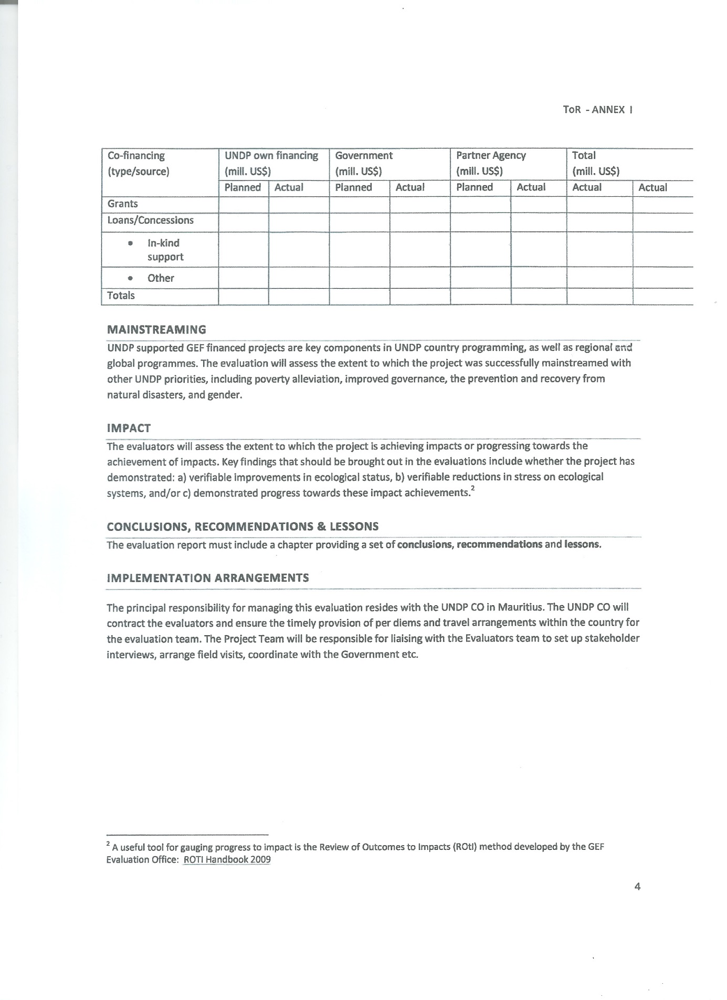 ToR - ANNEX I
Co-financing (type/source) UNDP own financing (mill. US$) Government (mill. US$) Partner Agency (mill. US$) Total (mill. US$)
Planned Actual Planned Actual Planned Actual Actual Actual
Grants
Loans/Concessions
• In-kind
support
• Other
Totals
MAINSTREAMING
UNDP supported GEF financed projects are key components in UNDP country programming, as well as regional and
global programmes. The evaluation will assess the extent to which the project was successfully mainstreamed with
other UNDP priorities, including poverty alleviation, improved governance, the prevention and recovery from
natural disasters, and gender.
IMPACT
The evaluators will assess the extent to which the project is achieving impacts or progressing towards the
achievement of impacts. Key findings that should be brought out in the evaluations include whether the project has
demonstrated: a) verifiable improvements in ecological status, b) verifiable reductions in stress on ecological
systems, and/or c) demonstrated progress towards these impact achievements.²
CONCLUSIONS, RECOMMENDATIONS & LESSONS
The evaluation report must include a chapter providing a set of conclusions, recommendations and lessons.
IMPLEMENTATION ARRANGEMENTS
The principal responsibility for managing this evaluation resides with the UNDP CO in Mauritius. The UNDP CO will
contract the evaluators and ensure the timely provision of per diems and travel arrangements within the country for
the evaluation team. The Project Team will be responsible for liaising with the Evaluators team to set up stakeholder
interviews, arrange field visits, coordinate with the Government etc.
² A useful tool for gauging progress to impact is the Review of Outcomes to Impacts (ROtI) method developed by the GEF
Evaluation Office: ROTI Handbook 2009
4